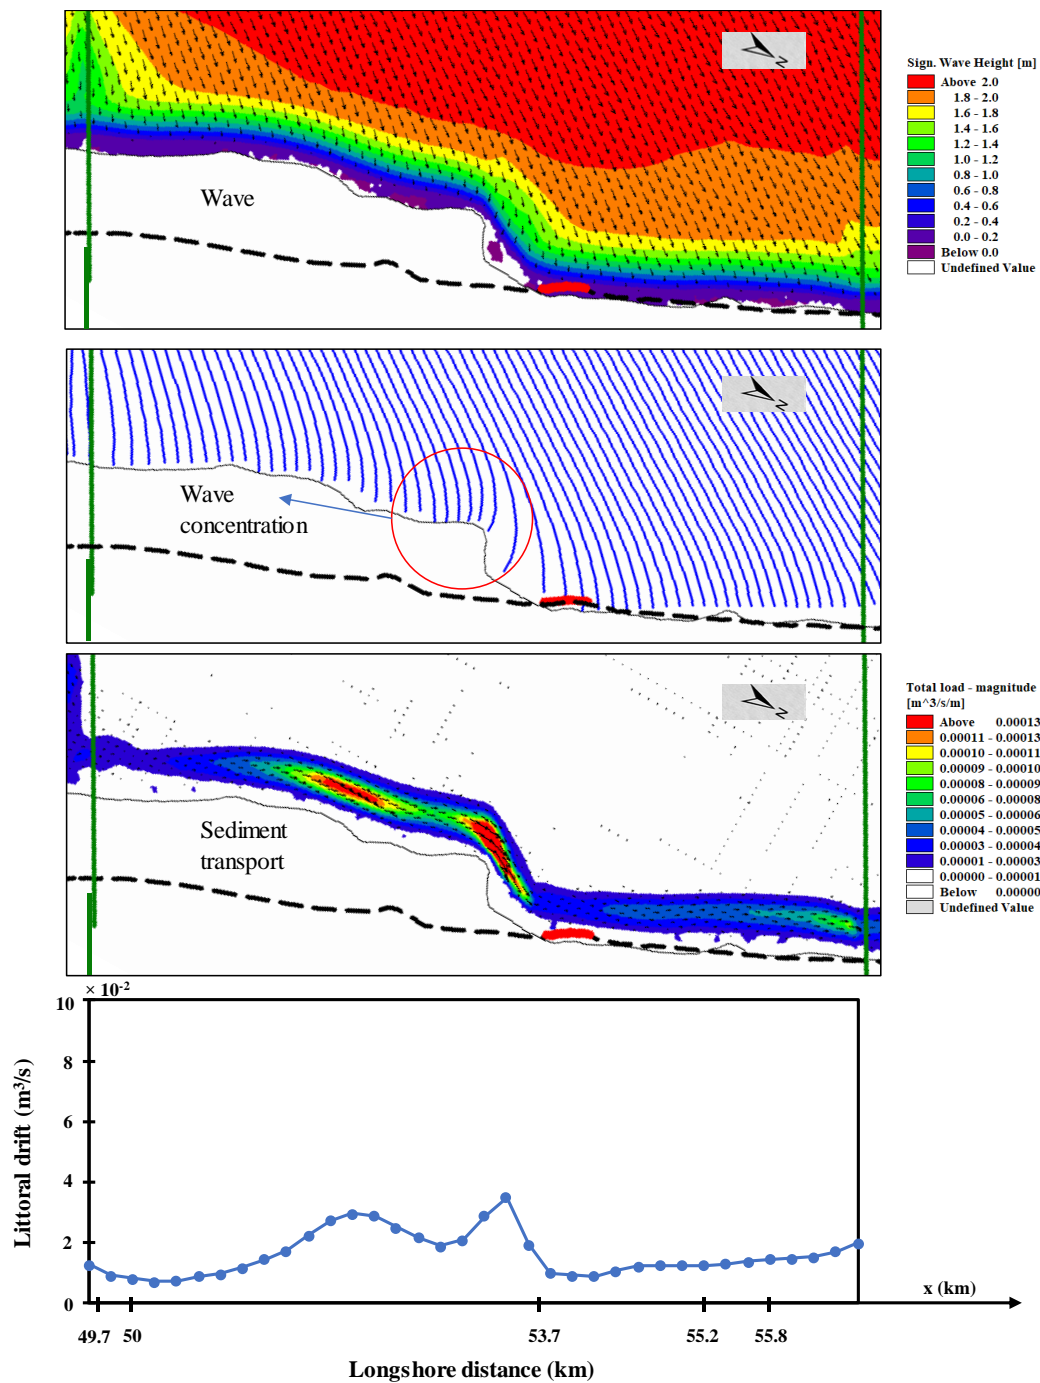 Sign. Wave Height [m]
Above 2.0
1.8 - 2.0
1.6 - 1.8
1.4 - 1.6
1.2 - 1.4
1.0 - 1.2
0.8 - 1.0
0.6 - 0.8
0.4 - 0.6
0.2 - 0.4
0.0 - 0.2
Below 0.0
Undefined Value
N
Wave
N
Wave
concentration
N
Sediment
transport
Total load - magnitude
[m^3/s/m]
Above 0.00013
0.00011 - 0.00013
0.00010 - 0.00011
0.00009 - 0.00010
0.00008 - 0.00009
0.00006 - 0.00008
0.00005 - 0.00006
0.00004 - 0.00005
0.00003 - 0.00004
0.00001 - 0.00003
0.00000 - 0.00001
Below 0.00000
Undefined Value
× 10⁻²
10
8
6
4
2
0
Littoral drift (m³/s)
x (km)
49.7 50 53.7 55.2 55.8
Longshore distance (km)